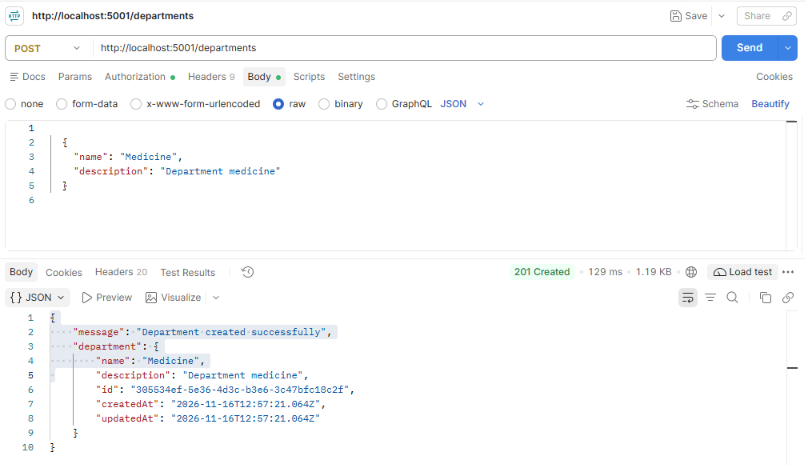 HTTP http://localhost:5001/departments Save Share
POST http://localhost:5001/departments Send
Docs Params Authorization Headers 9 Body Scripts Settings Cookies
none form-data x-www-form-urlencoded raw binary GraphQL JSON Schema Beautify
1
2 {
3 "name": "Medicine",
4 "description": "Department medicine"
5 }
6
Body Cookies Headers 20 Test Results 201 Created 129 ms 1.19 KB Load test
{} JSON Preview Visualize
1 {
2 "message": "Department created successfully",
3 "department": {
4 "name": "Medicine",
5 "description": "Department medicine",
6 "id": "305534ef-5e36-4d3c-b3e6-3c47bfc18c2f",
7 "createdAt": "2026-11-16T12:57:21.064Z",
8 "updatedAt": "2026-11-16T12:57:21.064Z"
9 }
10 }